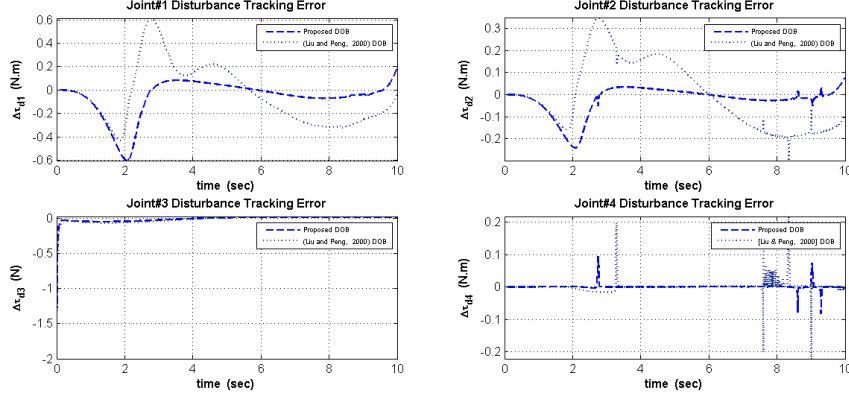 Joint#1 Disturbance Tracking Error
0.6
0.4
0.2
0
-0.2
-0.4
-0.6
0 2 4 6 8 10
Δτd1 (N.m)
time (sec)
Proposed DOB
(Liu and Peng, 2000) DOB
Joint#2 Disturbance Tracking Error
0.3
0.2
0.1
0
-0.1
-0.2
0 2 4 6 8 10
Δτd2 (N.m)
time (sec)
Proposed DOB
(Liu and Peng, 2000) DOB
Joint#3 Disturbance Tracking Error
0
-0.5
-1
-1.5
-2
0 2 4 6 8 10
Δτd3 (N)
time (sec)
Proposed DOB
(Liu and Peng, 2000) DOB
Joint#4 Disturbance Tracking Error
0.2
0.1
0
-0.1
-0.2
0 2 4 6 8 10
Δτd4 (N.m)
time (sec)
Proposed DOB
[Liu & Peng, 2000] DOB